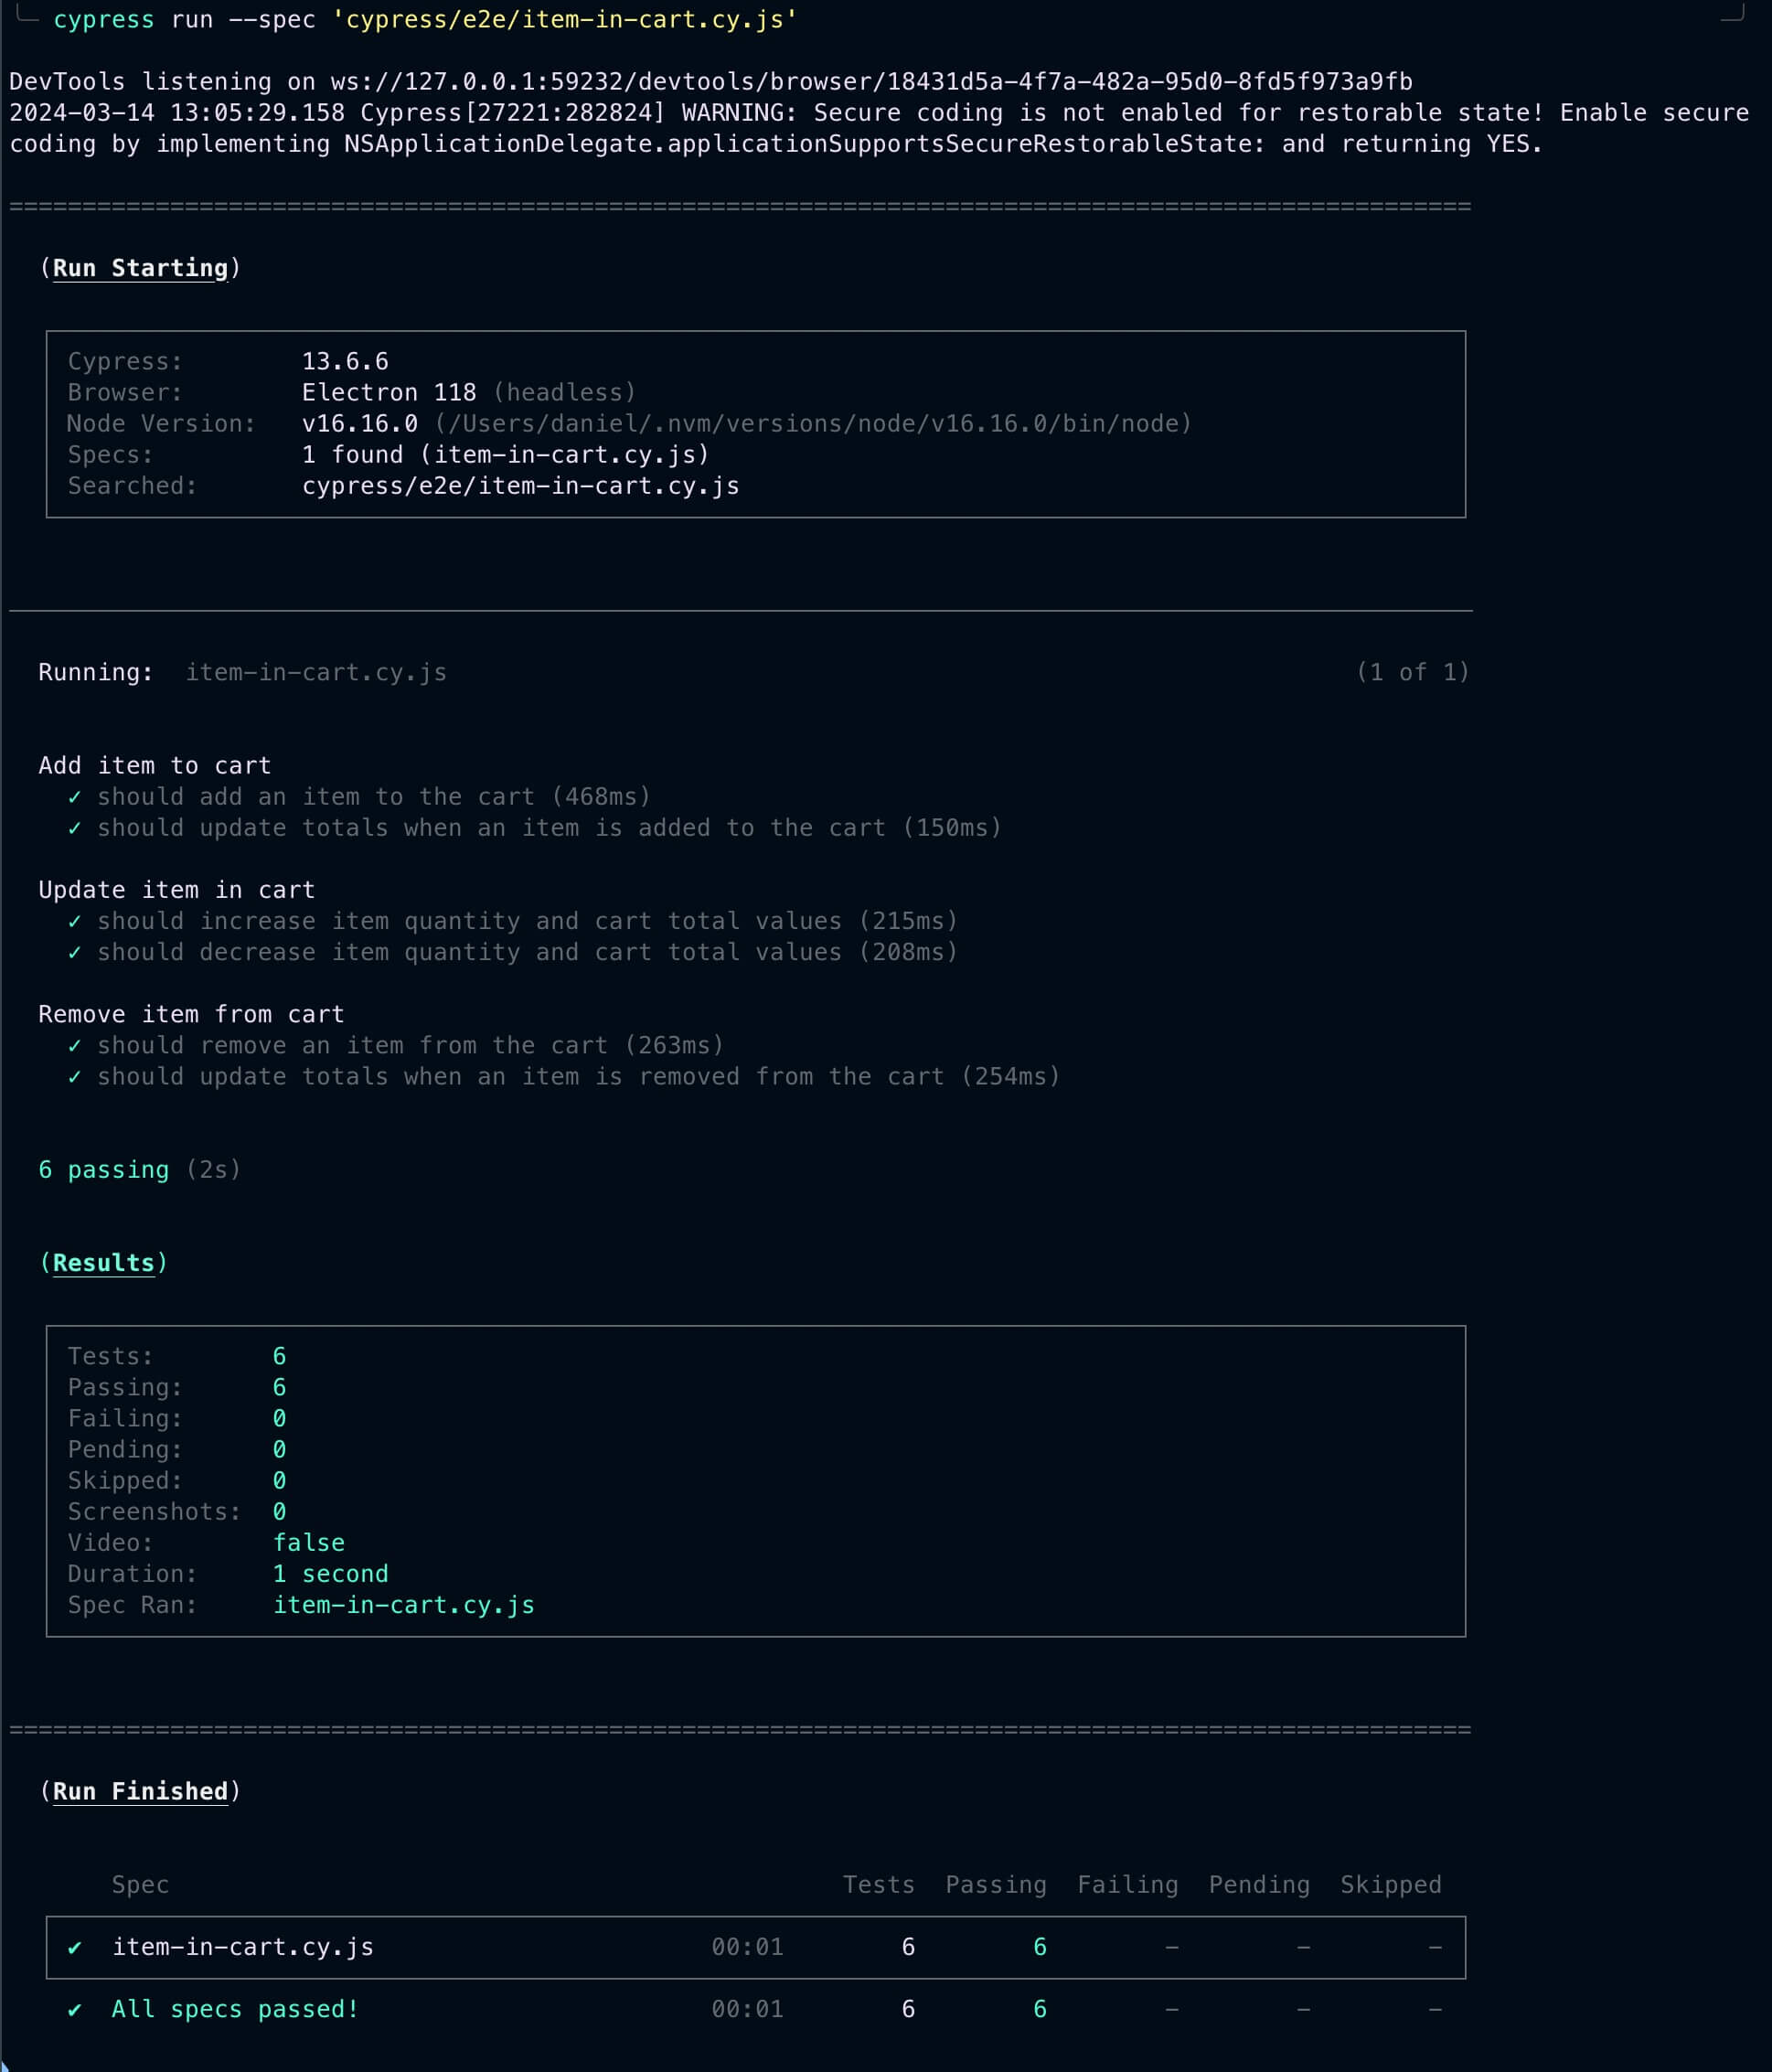 cypress run --spec 'cypress/e2e/item-in-cart.cy.js'
DevTools listening on ws://127.0.0.1:59232/devtools/browser/18431d5a-4f7a-482a-95d0-8fd5f973a9fb
2024-03-14 13:05:29.158 Cypress[27221:282824] WARNING: Secure coding is not enabled for restorable state! Enable secure
coding by implementing NSApplicationDelegate.applicationSupportsSecureRestorableState: and returning YES.
====================================================================================================
(Run Starting)
Cypress: 13.6.6
Browser: Electron 118 (headless)
Node Version: v16.16.0 (/Users/daniel/.nvm/versions/node/v16.16.0/bin/node)
Specs: 1 found (item-in-cart.cy.js)
Searched: cypress/e2e/item-in-cart.cy.js
Running: item-in-cart.cy.js (1 of 1)
Add item to cart
✓ should add an item to the cart (468ms)
✓ should update totals when an item is added to the cart (150ms)
Update item in cart
✓ should increase item quantity and cart total values (215ms)
✓ should decrease item quantity and cart total values (208ms)
Remove item from cart
✓ should remove an item from the cart (263ms)
✓ should update totals when an item is removed from the cart (254ms)
6 passing (2s)
(Results)
Tests: 6
Passing: 6
Failing: 0
Pending: 0
Skipped: 0
Screenshots: 0
Video: false
Duration: 1 second
Spec Ran: item-in-cart.cy.js
====================================================================================================
(Run Finished)
Spec Tests Passing Failing Pending Skipped
✔ item-in-cart.cy.js 00:01 6 6 - - -
✔ All specs passed! 00:01 6 6 - - -